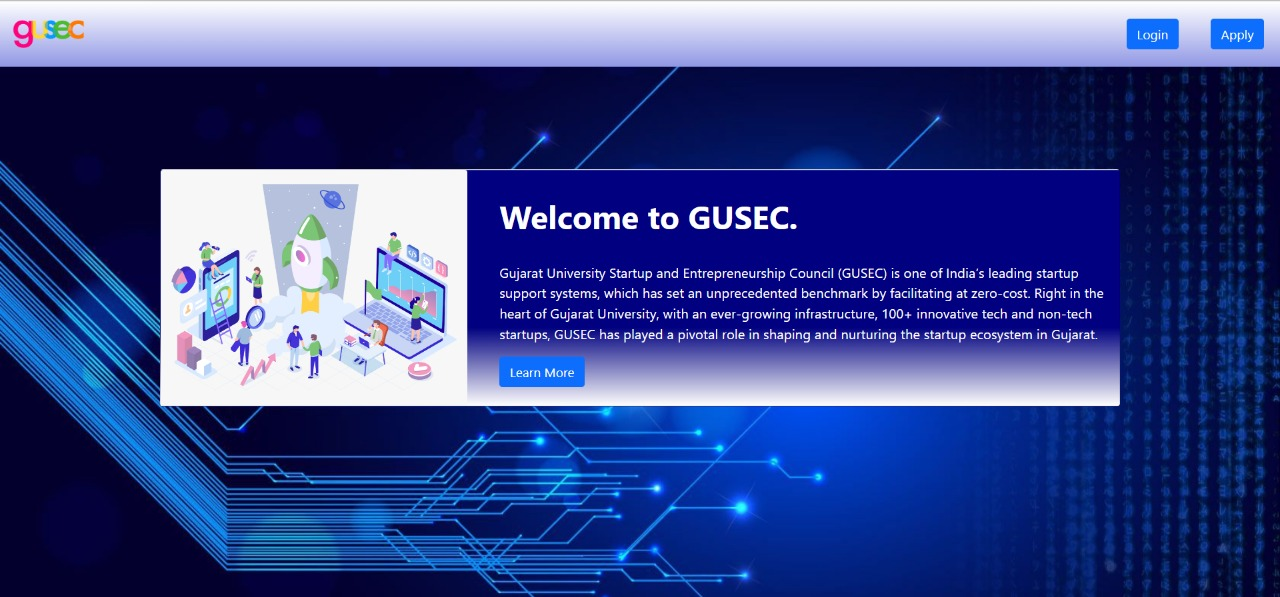 gusec
Login
Apply
Welcome to GUSEC.
Gujarat University Startup and Entrepreneurship Council (GUSEC) is one of India's leading startup
support systems, which has set an unprecedented benchmark by facilitating at zero-cost. Right in the
heart of Gujarat University, with an ever-growing infrastructure, 100+ innovative tech and non-tech
startups, GUSEC has played a pivotal role in shaping and nurturing the startup ecosystem in Gujarat.
Learn More